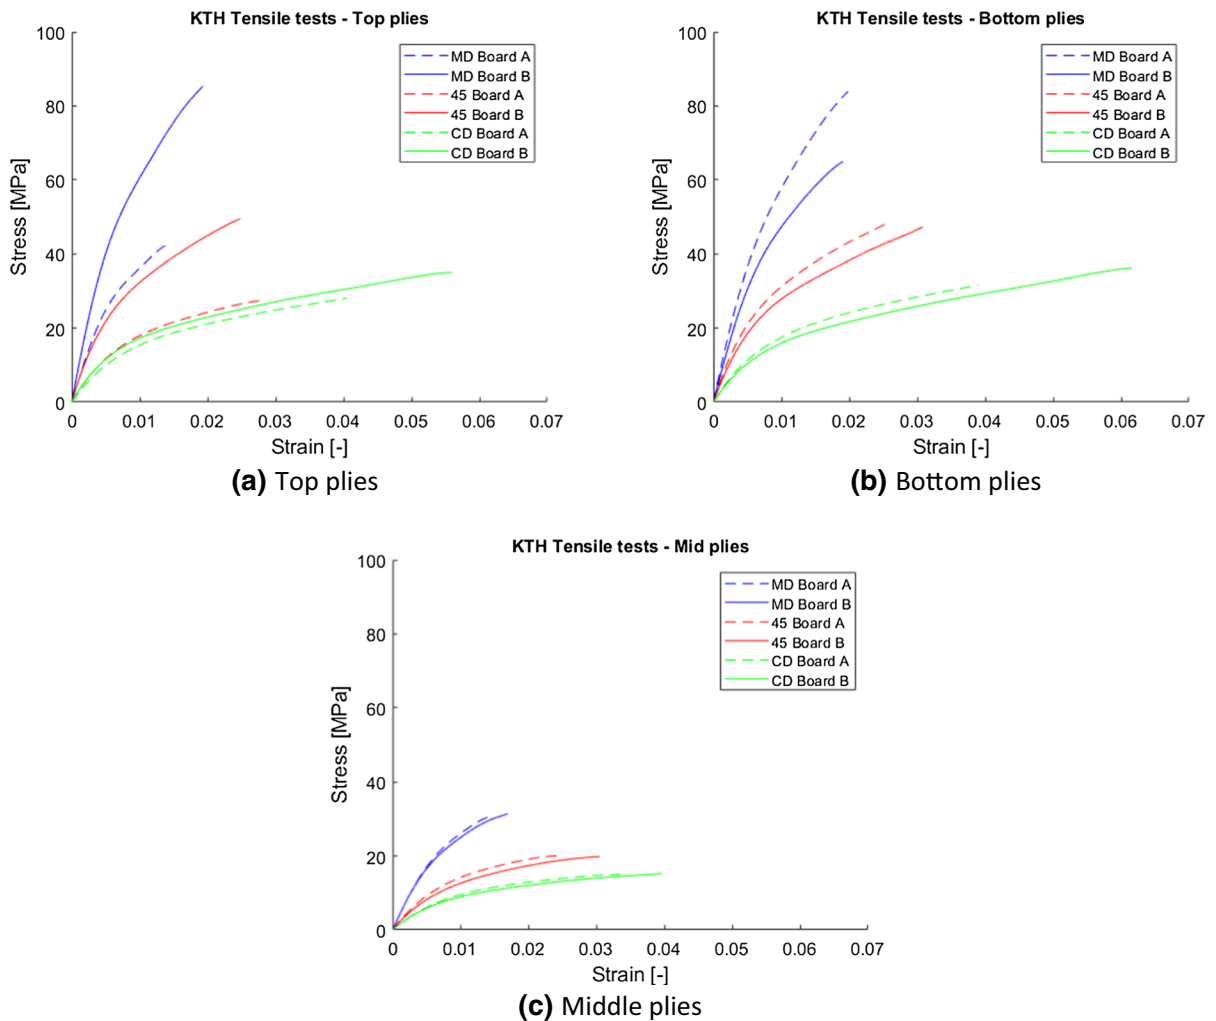 KTH Tensile tests - Top plies
100
80
60
40
20
0
Stress [MPa]
MD Board A
MD Board B
45 Board A
45 Board B
CD Board A
CD Board B
0 0.01 0.02 0.03 0.04 0.05 0.06 0.07
Strain [-]
(a) Top plies
KTH Tensile tests - Bottom plies
100
80
60
40
20
0
Stress [MPa]
MD Board A
MD Board B
45 Board A
45 Board B
CD Board A
CD Board B
0 0.01 0.02 0.03 0.04 0.05 0.06 0.07
Strain [-]
(b) Bottom plies
KTH Tensile tests - Mid plies
100
80
60
40
20
0
Stress [MPa]
MD Board A
MD Board B
45 Board A
45 Board B
CD Board A
CD Board B
0 0.01 0.02 0.03 0.04 0.05 0.06 0.07
Strain [-]
(c) Middle plies